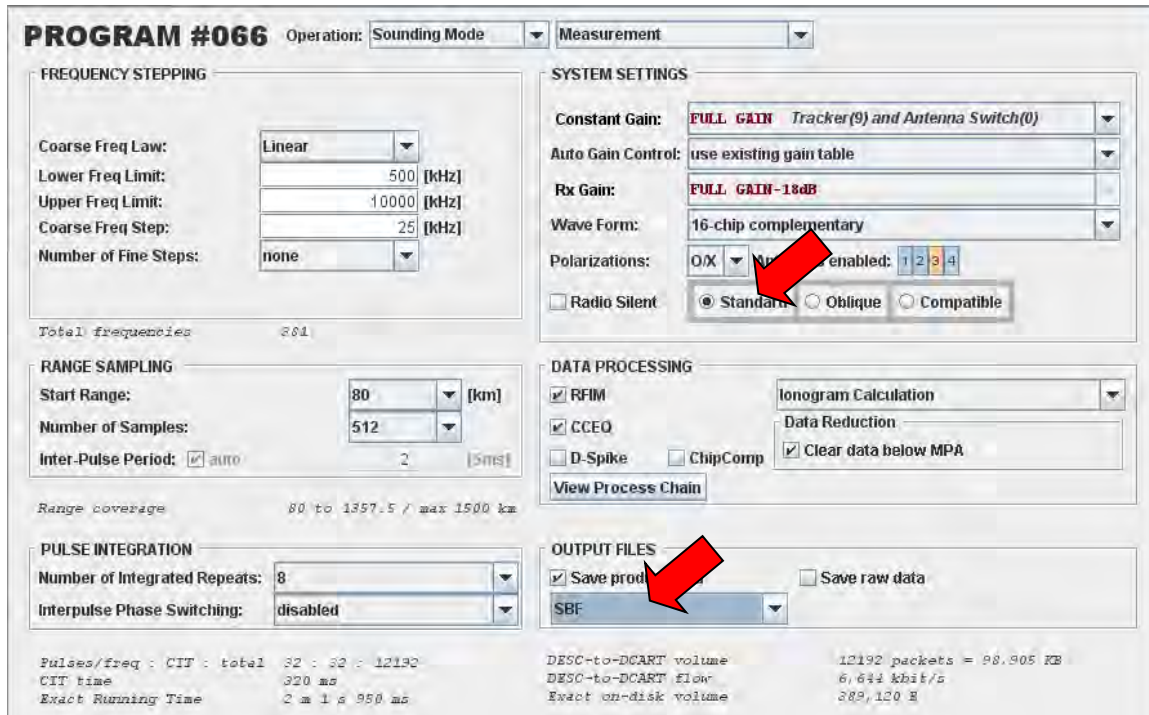 PROGRAM #066 Operation: Sounding Mode Measurement
FREQUENCY STEPPING
Coarse Freq Law: Linear
Lower Freq Limit: 500 [kHz]
Upper Freq Limit: 10000 [kHz]
Coarse Freq Step: 25 [kHz]
Number of Fine Steps: none
Total frequencies 381
SYSTEM SETTINGS
Constant Gain: FULL GAIN Tracker(9) and Antenna Switch(0)
Auto Gain Control: use existing gain table
Rx Gain: FULL GAIN-18dB
Wave Form: 16-chip complementary
Polarizations: O/X enabled: 1 2 3 4
Radio Silent Standard Oblique Compatible
RANGE SAMPLING
Start Range: 80 [km]
Number of Samples: 512
Inter-Pulse Period: auto 2 [5ms]
Range coverage 80 to 1357.5 / max 1500 km
DATA PROCESSING
RFIM Ionogram Calculation
CCEQ Data Reduction
Clear data below MPA
D-Spike ChipComp
View Process Chain
PULSE INTEGRATION
Number of Integrated Repeats: 8
Interpulse Phase Switching: disabled
OUTPUT FILES
Save Save raw data
SBF
Pulses/freq : CIT : total 32 : 32 : 12192
CIT time 320 ms
Exact Running Time 2 m 1 s 950 ms
DESC-to-DCART volume 12192 packets = 98.905 KB
DESC-to-DCART flow 6,644 kbit/s
Exact on-disk volume 389,120 B